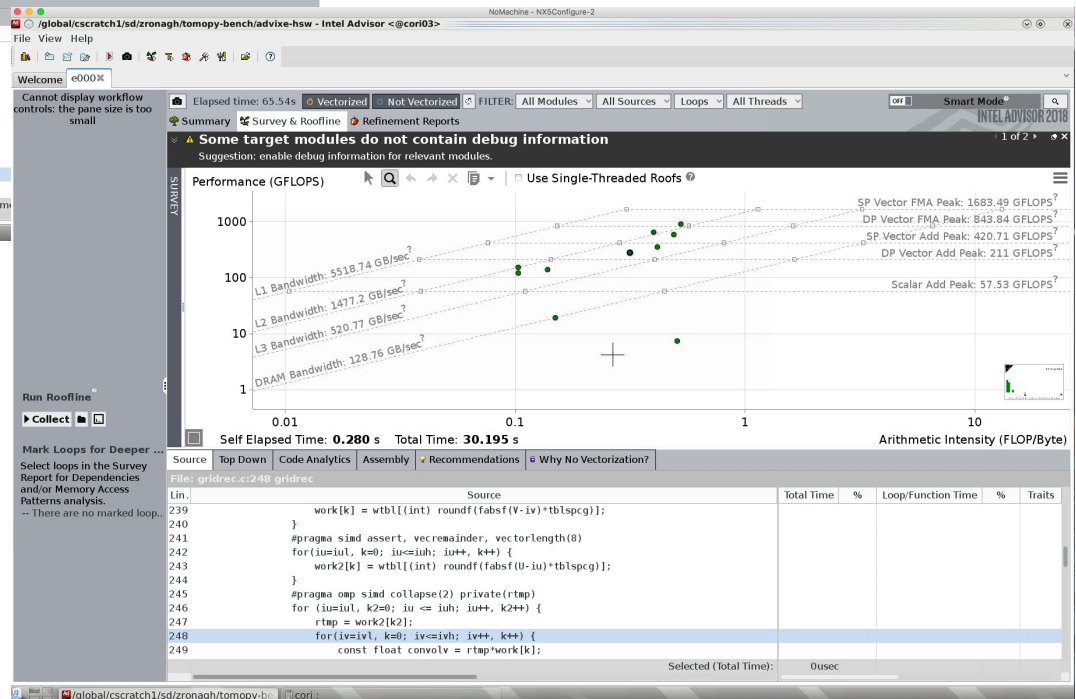 NoMachine - NX5Configure-2
/global/cscratch1/sd/zronagh/tomopy-bench/advixe-hsw - Intel Advisor <@cori03>
File View Help
Welcome e000
Cannot display workflow controls: the pane size is too small
Elapsed time: 65.54s Vectorized Not Vectorized FILTER: All Modules All Sources Loops All Threads OFF Smart Mode
Summary Survey & Roofline Refinement Reports INTEL ADVISOR 2018
Some target modules do not contain debug information 1 of 2
Suggestion: enable debug information for relevant modules.
SURVEY
Performance (GFLOPS) Use Single-Threaded Roofs
SP Vector FMA Peak: 1683.49 GFLOPS?
DP Vector FMA Peak: 843.84 GFLOPS?
SP Vector Add Peak: 420.71 GFLOPS?
DP Vector Add Peak: 211 GFLOPS?
Scalar Add Peak: 57.53 GFLOPS?
1000
100
10
1
L1 Bandwidth: 5518.74 GB/sec?
L2 Bandwidth: 1477.2 GB/sec?
L3 Bandwidth: 520.77 GB/sec?
DRAM Bandwidth: 128.76 GB/sec?
0.01 0.1 1 10
Self Elapsed Time: 0.280 s Total Time: 30.195 s Arithmetic Intensity (FLOP/Byte)
Run Roofline
Collect
Mark Loops for Deeper ...
Select loops in the Survey
Report for Dependencies
and/or Memory Access
Patterns analysis.
-- There are no marked loop..
Source Top Down Code Analytics Assembly Recommendations Why No Vectorization?
File: gridrec.c:248 gridrec
Lin. Source Total Time % Loop/Function Time % Traits
239 work[k] = wtbl[(int) roundf(fabsf(V-iv)*tblspcg)];
240 }
241 #pragma simd assert, vecremainder, vectorlength(8)
242 for(iu=iul, k=0; iu<=iuh; iu++, k++) {
243 work2[k] = wtbl[(int) roundf(fabsf(U-iu)*tblspcg)];
244 }
245 #pragma omp simd collapse(2) private(rtmp)
246 for (iu=iul, k2=0; iu <= iuh; iu++, k2++) {
247 rtmp = work2[k2];
248 for(iv=ivl, k=0; iv<=ivh; iv++, k++) {
249 const float convolv = rtmp*work[k];
Selected (Total Time): 0usec
/global/cscratch1/sd/zronagh/tomopy-be cori :